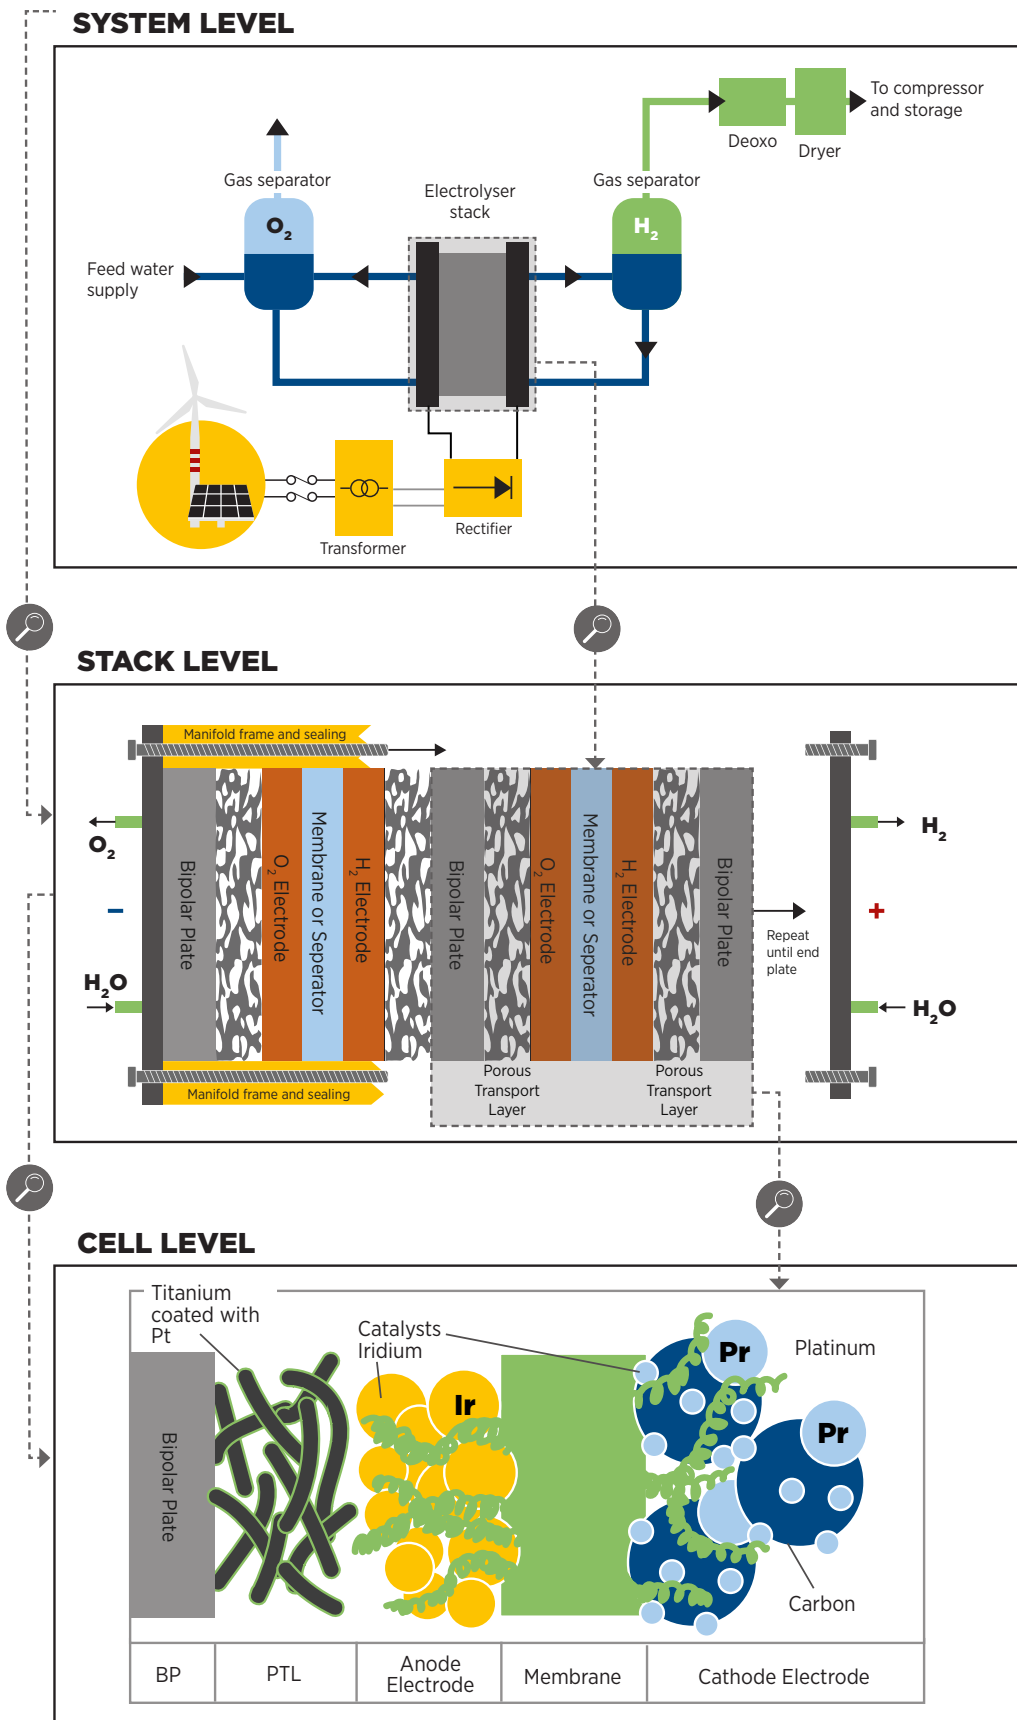 SYSTEM LEVEL
To compressor
and storage
Deoxo
Dryer
Gas separator
Electrolyser
stack
Gas separator
O₂
H₂
Feed water
supply
Transformer
Rectifier
STACK LEVEL
Manifold frame and sealing
O₂
−
H₂O
Bipolar Plate
O₂ Electrode
Membrane or Seperator
H₂ Electrode
Bipolar Plate
O₂ Electrode
Membrane or Seperator
H₂ Electrode
Bipolar Plate
Repeat
until end
plate
H₂
+
H₂O
Manifold frame and sealing
Porous
Transport
Layer
Porous
Transport
Layer
CELL LEVEL
Titanium
coated with
Pt
Catalysts
Iridium
Ir
Pr
Platinum
Pr
Bipolar Plate
Carbon
BP
PTL
Anode
Electrode
Membrane
Cathode Electrode